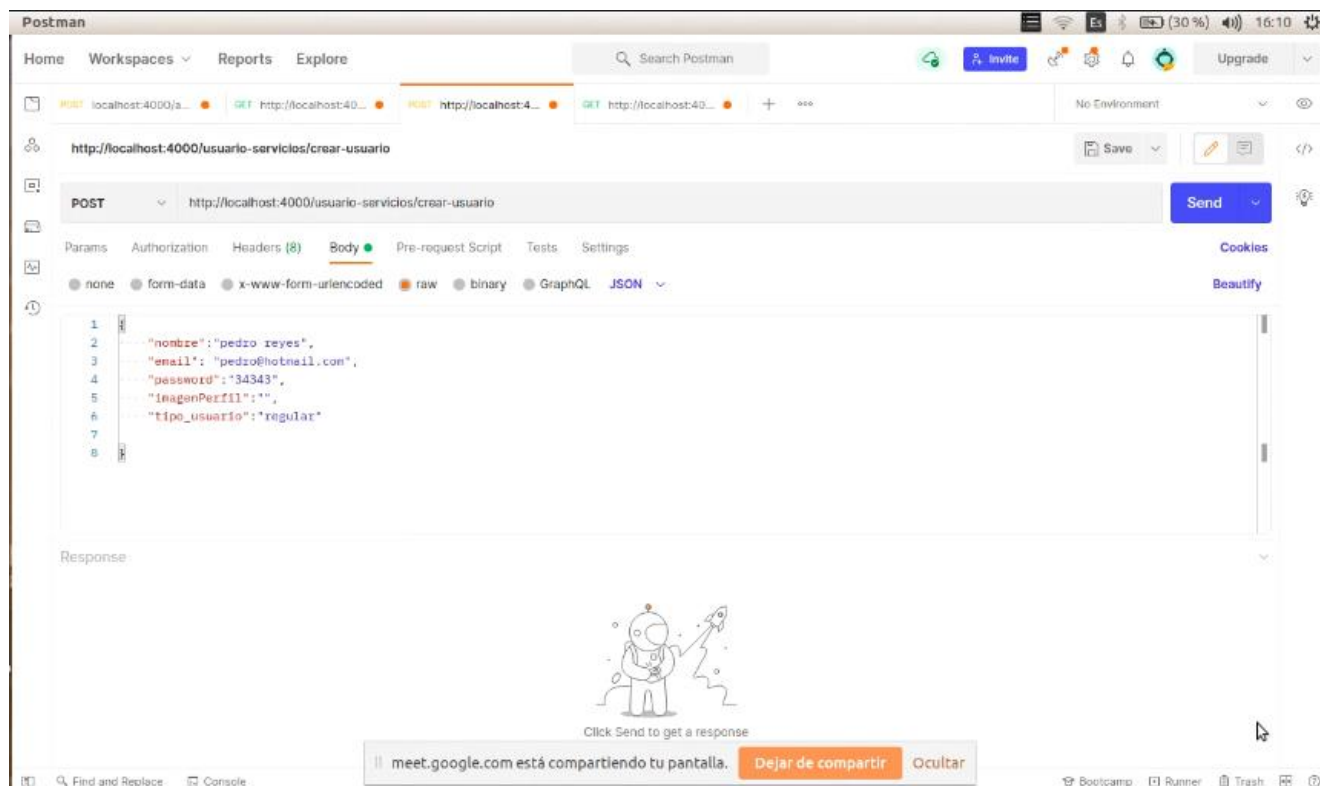 Postman
Es (30 %) 16:10
Home Workspaces Reports Explore Search Postman Invite Upgrade
POST localhost:4000/a... GET http://localhost:40... POST http://localhost:4... GET http://localhost:40... + ooo No Environment
http://localhost:4000/usuario-servicios/crear-usuario Save </>
POST http://localhost:4000/usuario-servicios/crear-usuario Send
Params Authorization Headers (8) Body Pre-request Script Tests Settings Cookies
none form-data x-www-form-urlencoded raw binary GraphQL JSON Beautify
1 {
2 "nombre":"pedro reyes",
3 "email": "pedro@hotmail.com",
4 "password":"34343",
5 "imagenPerfil":"",
6 "tipo_usuario":"regular"
7
8 }
Response
Click Send to get a response
meet.google.com está compartiendo tu pantalla. Dejar de compartir Ocultar
Find and Replace Console Bootcamp Runner Trash